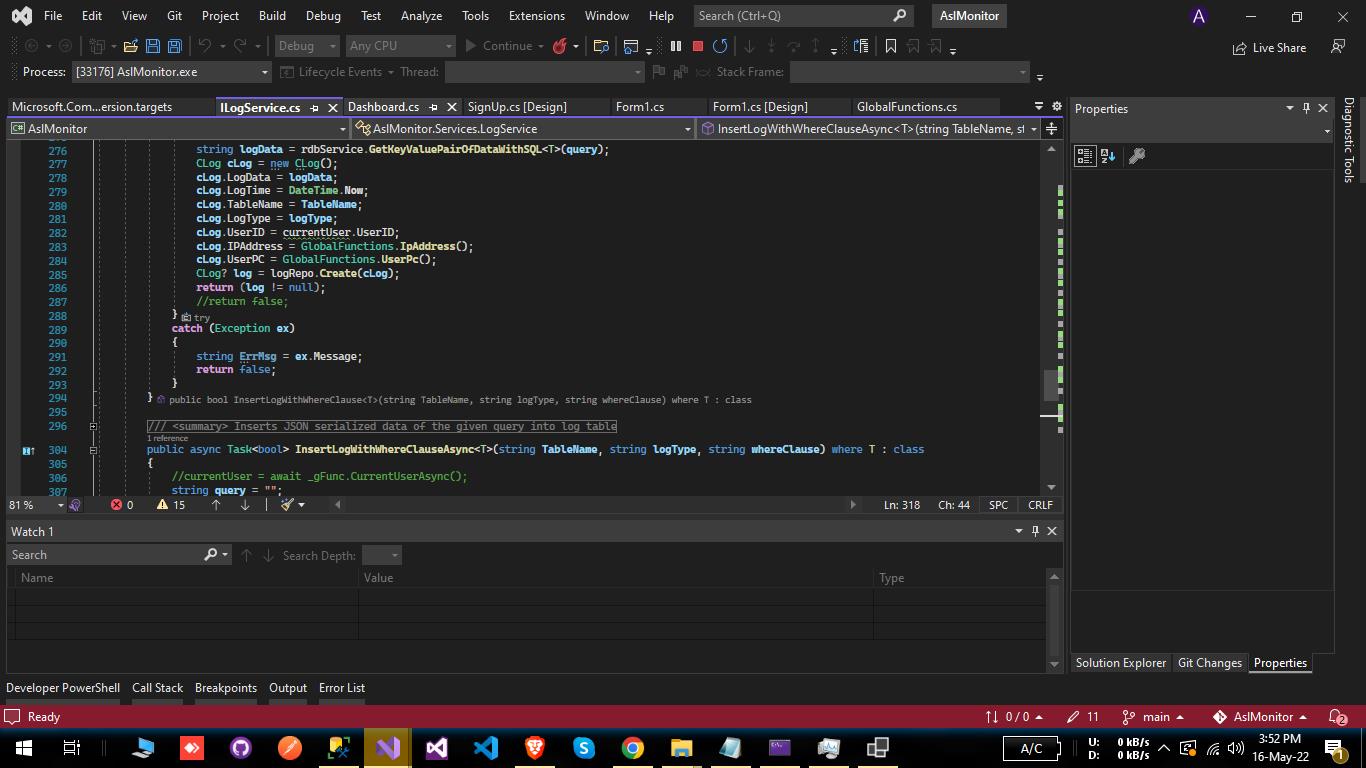 File Edit View Git Project Build Debug Test Analyze Tools Extensions Window Help Search (Ctrl+Q) AslMonitor A
Debug Any CPU Continue Live Share
Process: [33176] AslMonitor.exe Lifecycle Events Thread: Stack Frame:
Microsoft.Com...ersion.targets ILogService.cs Dashboard.cs SignUp.cs [Design] Form1.cs Form1.cs [Design] GlobalFunctions.cs Properties
C# AslMonitor AslMonitor.Services.LogService InsertLogWithWhereClauseAsync<T>(string TableName, st
Diagnostic Tools
276 string logData = rdbService.GetKeyValuePairOfDataWithSQL<T>(query);
277 CLog cLog = new CLog();
278 cLog.LogData = logData;
279 cLog.LogTime = DateTime.Now;
280 cLog.TableName = TableName;
281 cLog.LogType = logType;
282 cLog.UserID = currentUser.UserID;
283 cLog.IPAddress = GlobalFunctions.IpAddress();
284 cLog.UserPC = GlobalFunctions.UserPc();
285 CLog? log = logRepo.Create(cLog);
286 return (log != null);
287 //return false;
288 } try
289 catch (Exception ex)
290 {
291 string ErrMsg = ex.Message;
292 return false;
293 }
294 } public bool InsertLogWithWhereClause<T>(string TableName, string logType, string whereClause) where T : class
295
296 /// <summary> Inserts JSON serialized data of the given query into log table
1 reference
304 public async Task<bool> InsertLogWithWhereClauseAsync<T>(string TableName, string logType, string whereClause) where T : class
305 {
306 //currentUser = await _gFunc.CurrentUserAsync();
307 string query = "";
81 % 0 15 Ln: 318 Ch: 44 SPC CRLF
Watch 1
Search Search Depth:
Name Value Type
Solution Explorer Git Changes Properties
Developer PowerShell Call Stack Breakpoints Output Error List
Ready 0 / 0 11 main AslMonitor 2
A/C U: 0 kB/s
D: 0 kB/s
3:52 PM
16-May-22
1